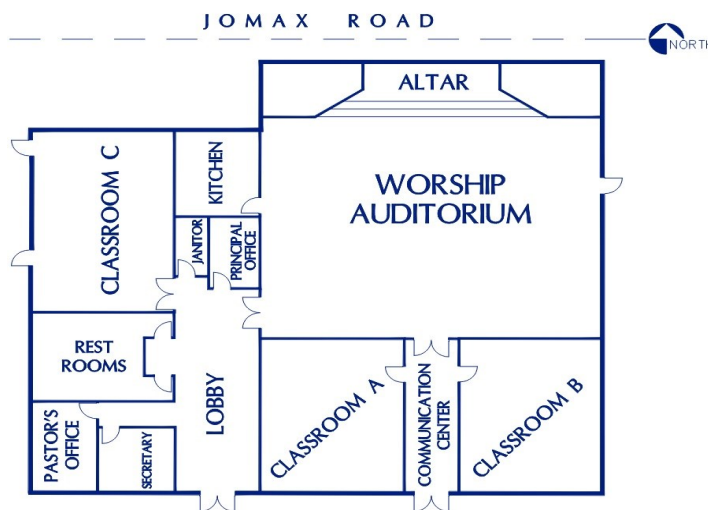 JOMAX ROAD
NORTH
ALTAR
WORSHIP
AUDITORIUM
KITCHEN
CLASSROOM C
JANITOR
PRINCIPAL
OFFICE
REST
ROOMS
LOBBY
PASTOR'S
OFFICE
SECRETARY
CLASSROOM A
COMMUNICATION
CENTER
CLASSROOM B